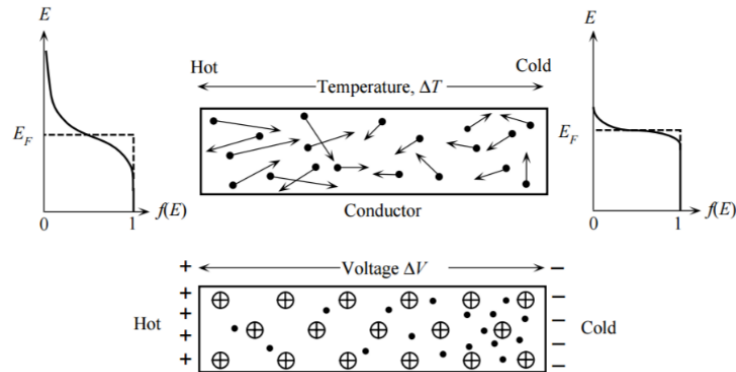 E
E_F
0
1
f(E)
Hot
Cold
Temperature, ΔT
Conductor
E
E_F
0
1
f(E)
+ Voltage ΔV −
Hot
+
+
+
+
⊕ ⊕ ⊕ ⊕ ⊕ ⊕
⊕ ⊕ ⊕ ⊕ ⊕
⊕ ⊕ ⊕ ⊕ ⊕ ⊕
−
−
−
−
Cold